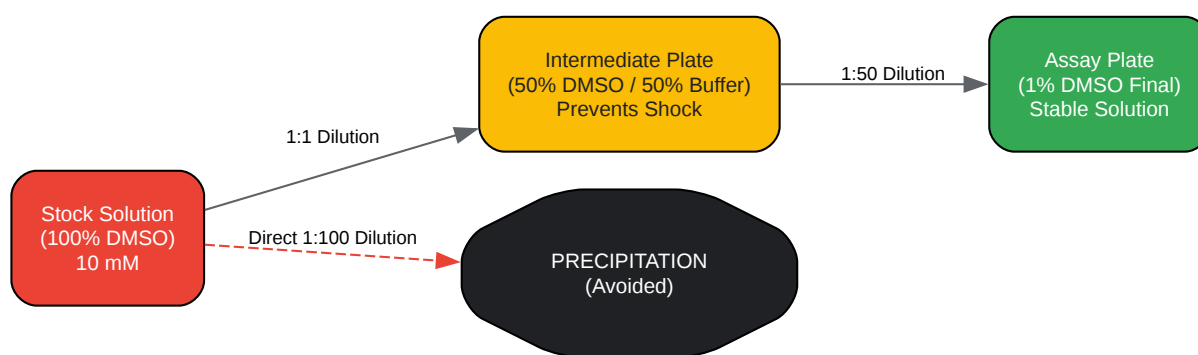 Stock Solution
(100% DMSO)
10 mM
1:1 Dilution
Direct 1:100 Dilution
Intermediate Plate
(50% DMSO / 50% Buffer)
Prevents Shock
PRECIPITATION
(Avoided)
1:50 Dilution
Assay Plate
(1% DMSO Final)
Stable Solution